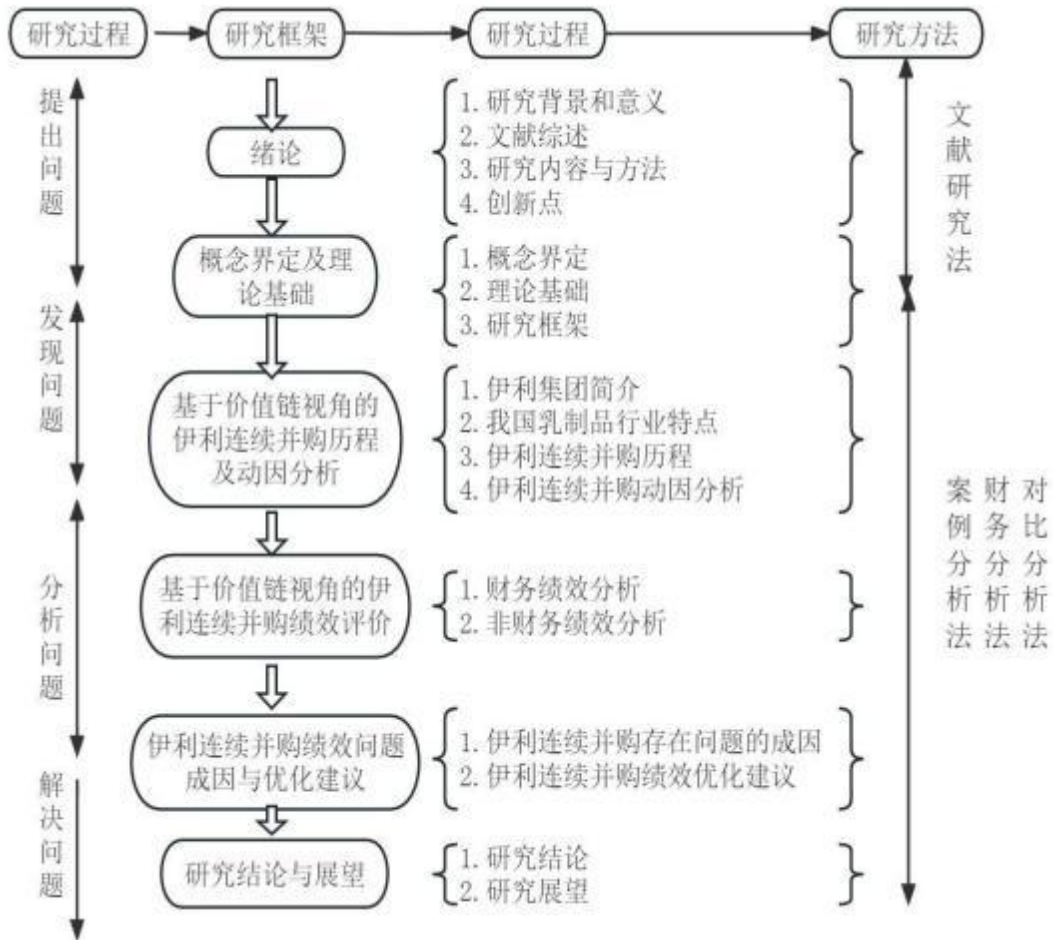 研究过程
研究框架
研究过程
研究方法
提出问题
绪论
1. 研究背景和意义
2. 文献综述
3. 研究内容与方法
4. 创新点
文献研究法
概念界定及理
论基础
1. 概念界定
2. 理论基础
3. 研究框架
发现问题
基于价值链视角的
伊利连续并购历程
及动因分析
1. 伊利集团简介
2. 我国乳制品行业特点
3. 伊利连续并购历程
4. 伊利连续并购动因分析
案例分析法
财务分析法
对比分析法
分析问题
基于价值链视角的伊
利连续并购绩效评价
1. 财务绩效分析
2. 非财务绩效分析
伊利连续并购绩效问题
成因与优化建议
1. 伊利连续并购存在问题的成因
2. 伊利连续并购绩效优化建议
解决问题
研究结论与展望
1. 研究结论
2. 研究展望